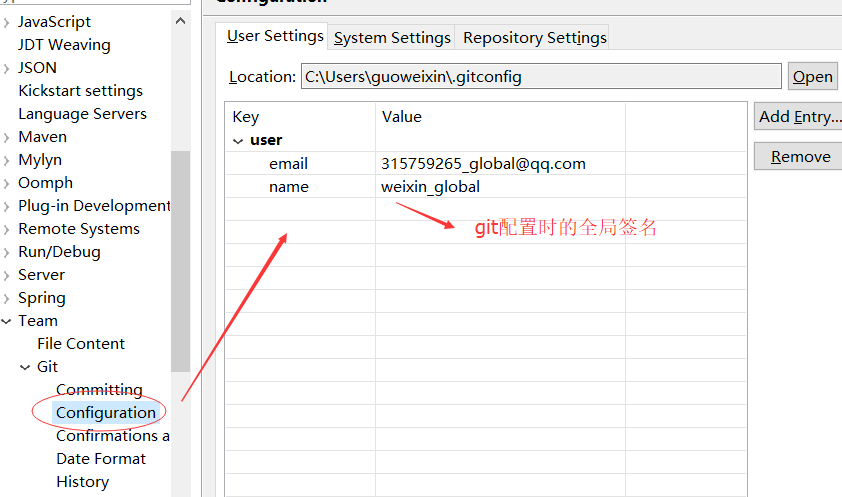 JavaScript
JDT Weaving
JSON
Kickstart settings
Language Servers
Maven
Mylyn
Oomph
Plug-in Development
Remote Systems
Run/Debug
Server
Spring
Team
File Content
Git
Committing
Configuration
Confirmations a
Date Format
History
Configuration
User Settings System Settings Repository Settings
Location: C:\Users\guoweixin\.gitconfig Open
Key Value Add Entry...
user
email 315759265_global@qq.com Remove
name weixin_global
git配置时的全局签名